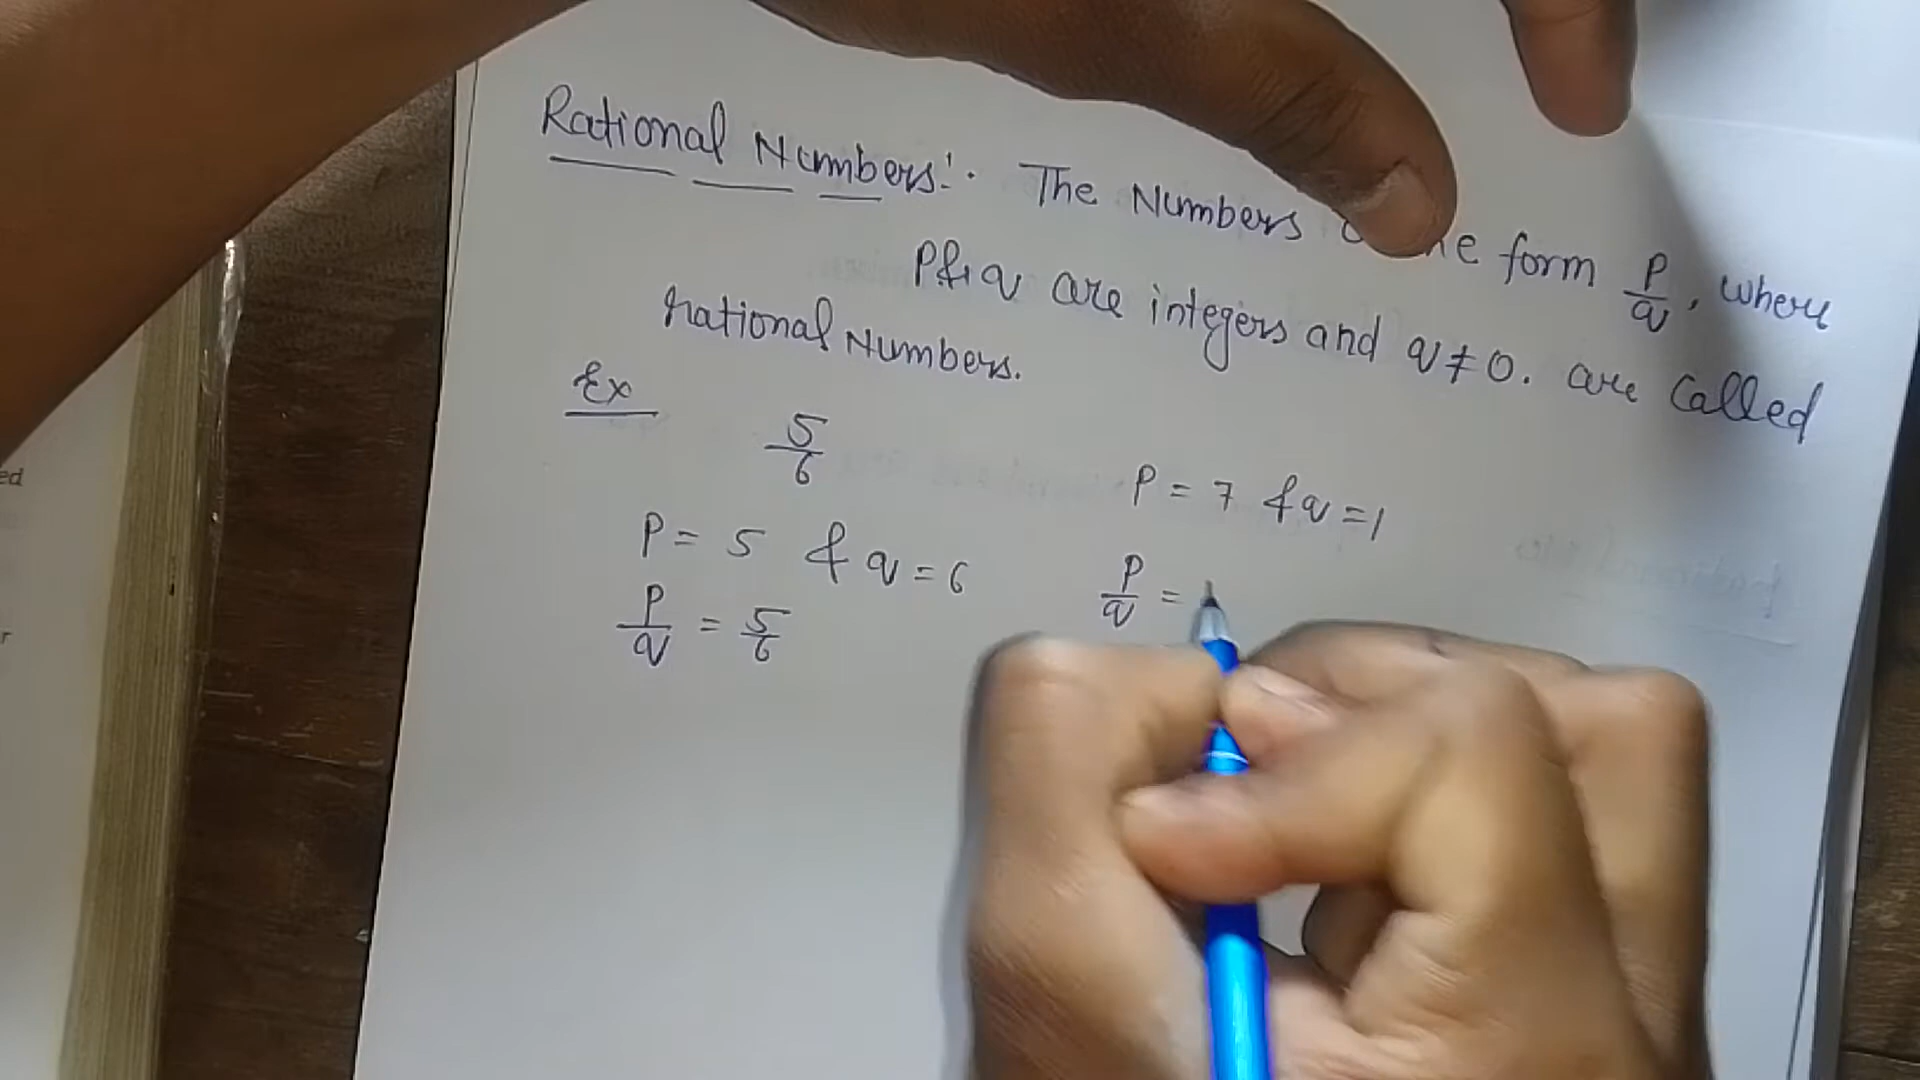 Rational Numbers:. The Numbers form P/q, where
P & q are integers and q ≠ 0. are called
rational Numbers.
Ex
5/6
P = 5 & q = 6
P/q = 5/6
P = 7 & q = 1
P/q =
ed
r